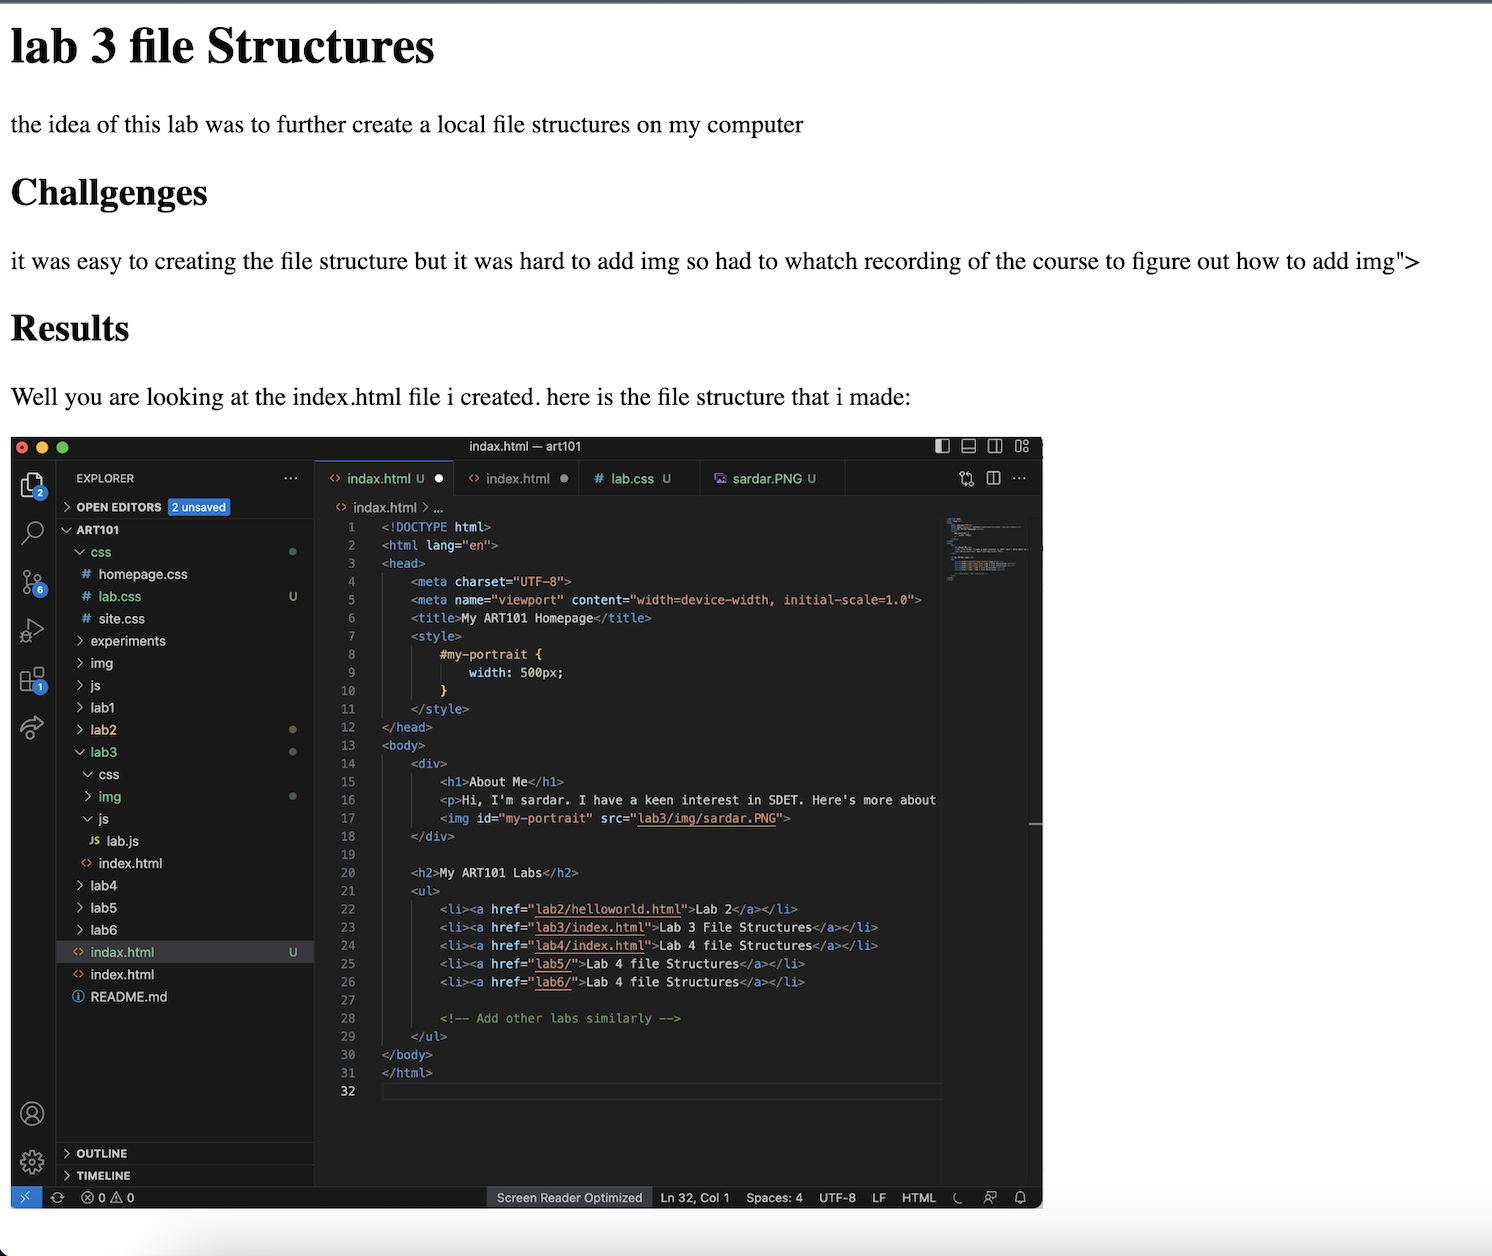 lab 3 file Structures
the idea of this lab was to further create a local file structures on my computer
Challgenges
it was easy to creating the file structure but it was hard to add img so had to whatch recording of the course to figure out how to add img">
Results
Well you are looking at the index.html file i created. here is the file structure that i made:
indax.html — art101
EXPLORER
OPEN EDITORS 2 unsaved
ART101
css
# homepage.css
# lab.css U
# site.css
experiments
img
js
lab1
lab2
lab3
css
img
js
JS lab.js
<> index.html
lab4
lab5
lab6
<> indax.html U
<> index.html
README.md
OUTLINE
TIMELINE
2
6
1
<> indax.html U
<> index.html
# lab.css U
sardar.PNG U
<> indax.html > ...
1 <!DOCTYPE html>
2 <html lang="en">
3 <head>
4 <meta charset="UTF-8">
5 <meta name="viewport" content="width=device-width, initial-scale=1.0">
6 <title>My ART101 Homepage</title>
7 <style>
8 #my-portrait {
9 width: 500px;
10 }
11 </style>
12 </head>
13 <body>
14 <div>
15 <h1>About Me</h1>
16 <p>Hi, I'm sardar. I have a keen interest in SDET. Here's more about
17 <img id="my-portrait" src="lab3/img/sardar.PNG">
18 </div>
19
20 <h2>My ART101 Labs</h2>
21 <ul>
22 <li><a href="lab2/helloworld.html">Lab 2</a></li>
23 <li><a href="lab3/index.html">Lab 3 File Structures</a></li>
24 <li><a href="lab4/index.html">Lab 4 file Structures</a></li>
25 <li><a href="lab5/">Lab 4 file Structures</a></li>
26 <li><a href="lab6/">Lab 4 file Structures</a></li>
27
28 <!-- Add other labs similarly -->
29 </ul>
30 </body>
31 </html>
32
0 0
Screen Reader Optimized Ln 32, Col 1 Spaces: 4 UTF-8 LF HTML